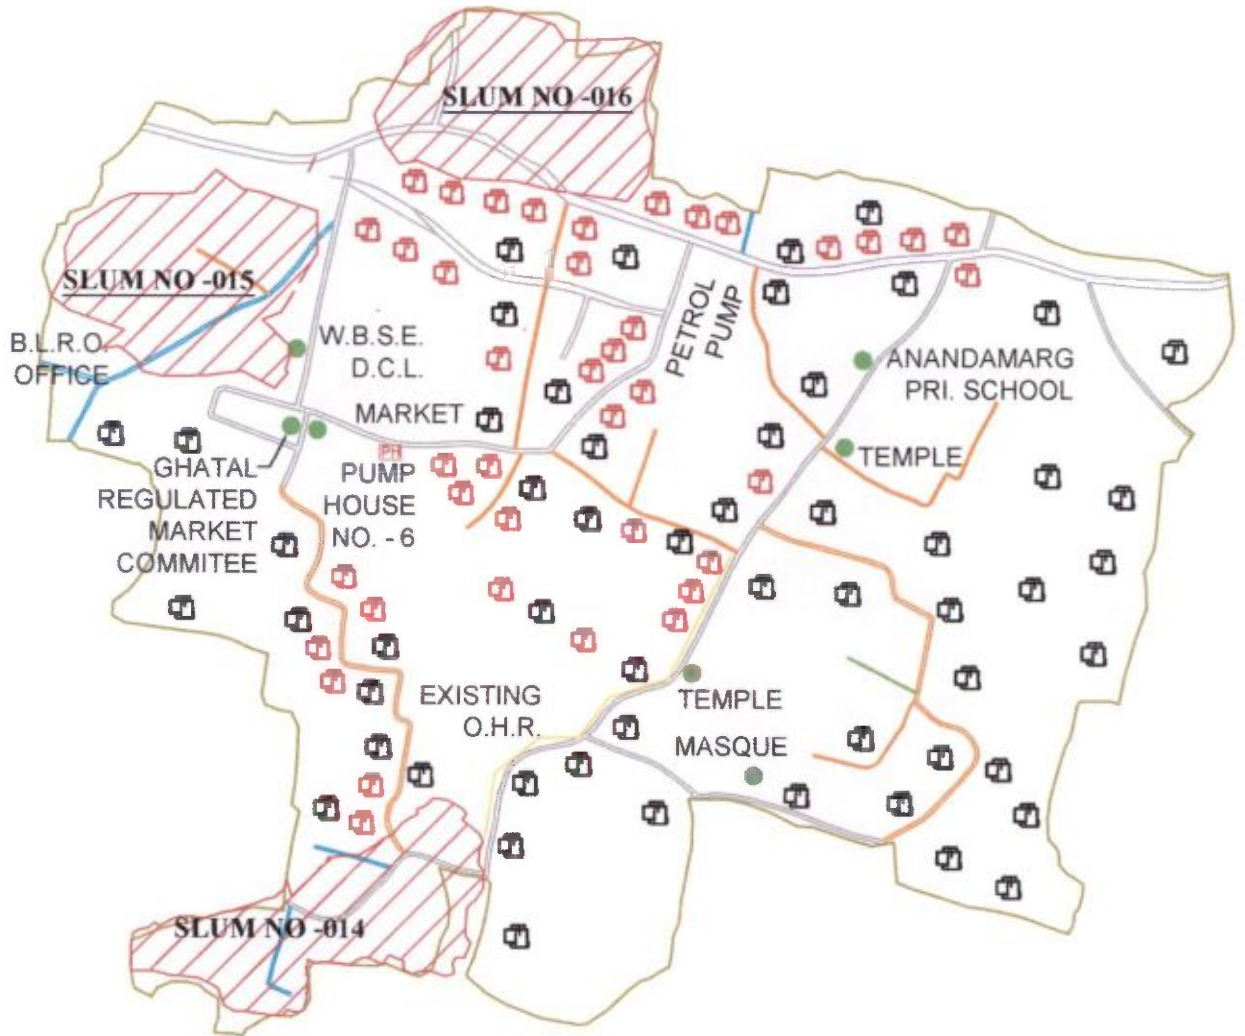 SLUM NO -016
SLUM NO -015
B.L.R.O.
OFFICE
W.B.S.E.
D.C.L.
MARKET
PETROL
PUMP
ANANDAMARG
PRI. SCHOOL
TEMPLE
GHATAL
REGULATED
MARKET
COMMITEE
PH
PUMP
HOUSE
NO. - 6
EXISTING
O.H.R.
TEMPLE
MASQUE
SLUM NO -014